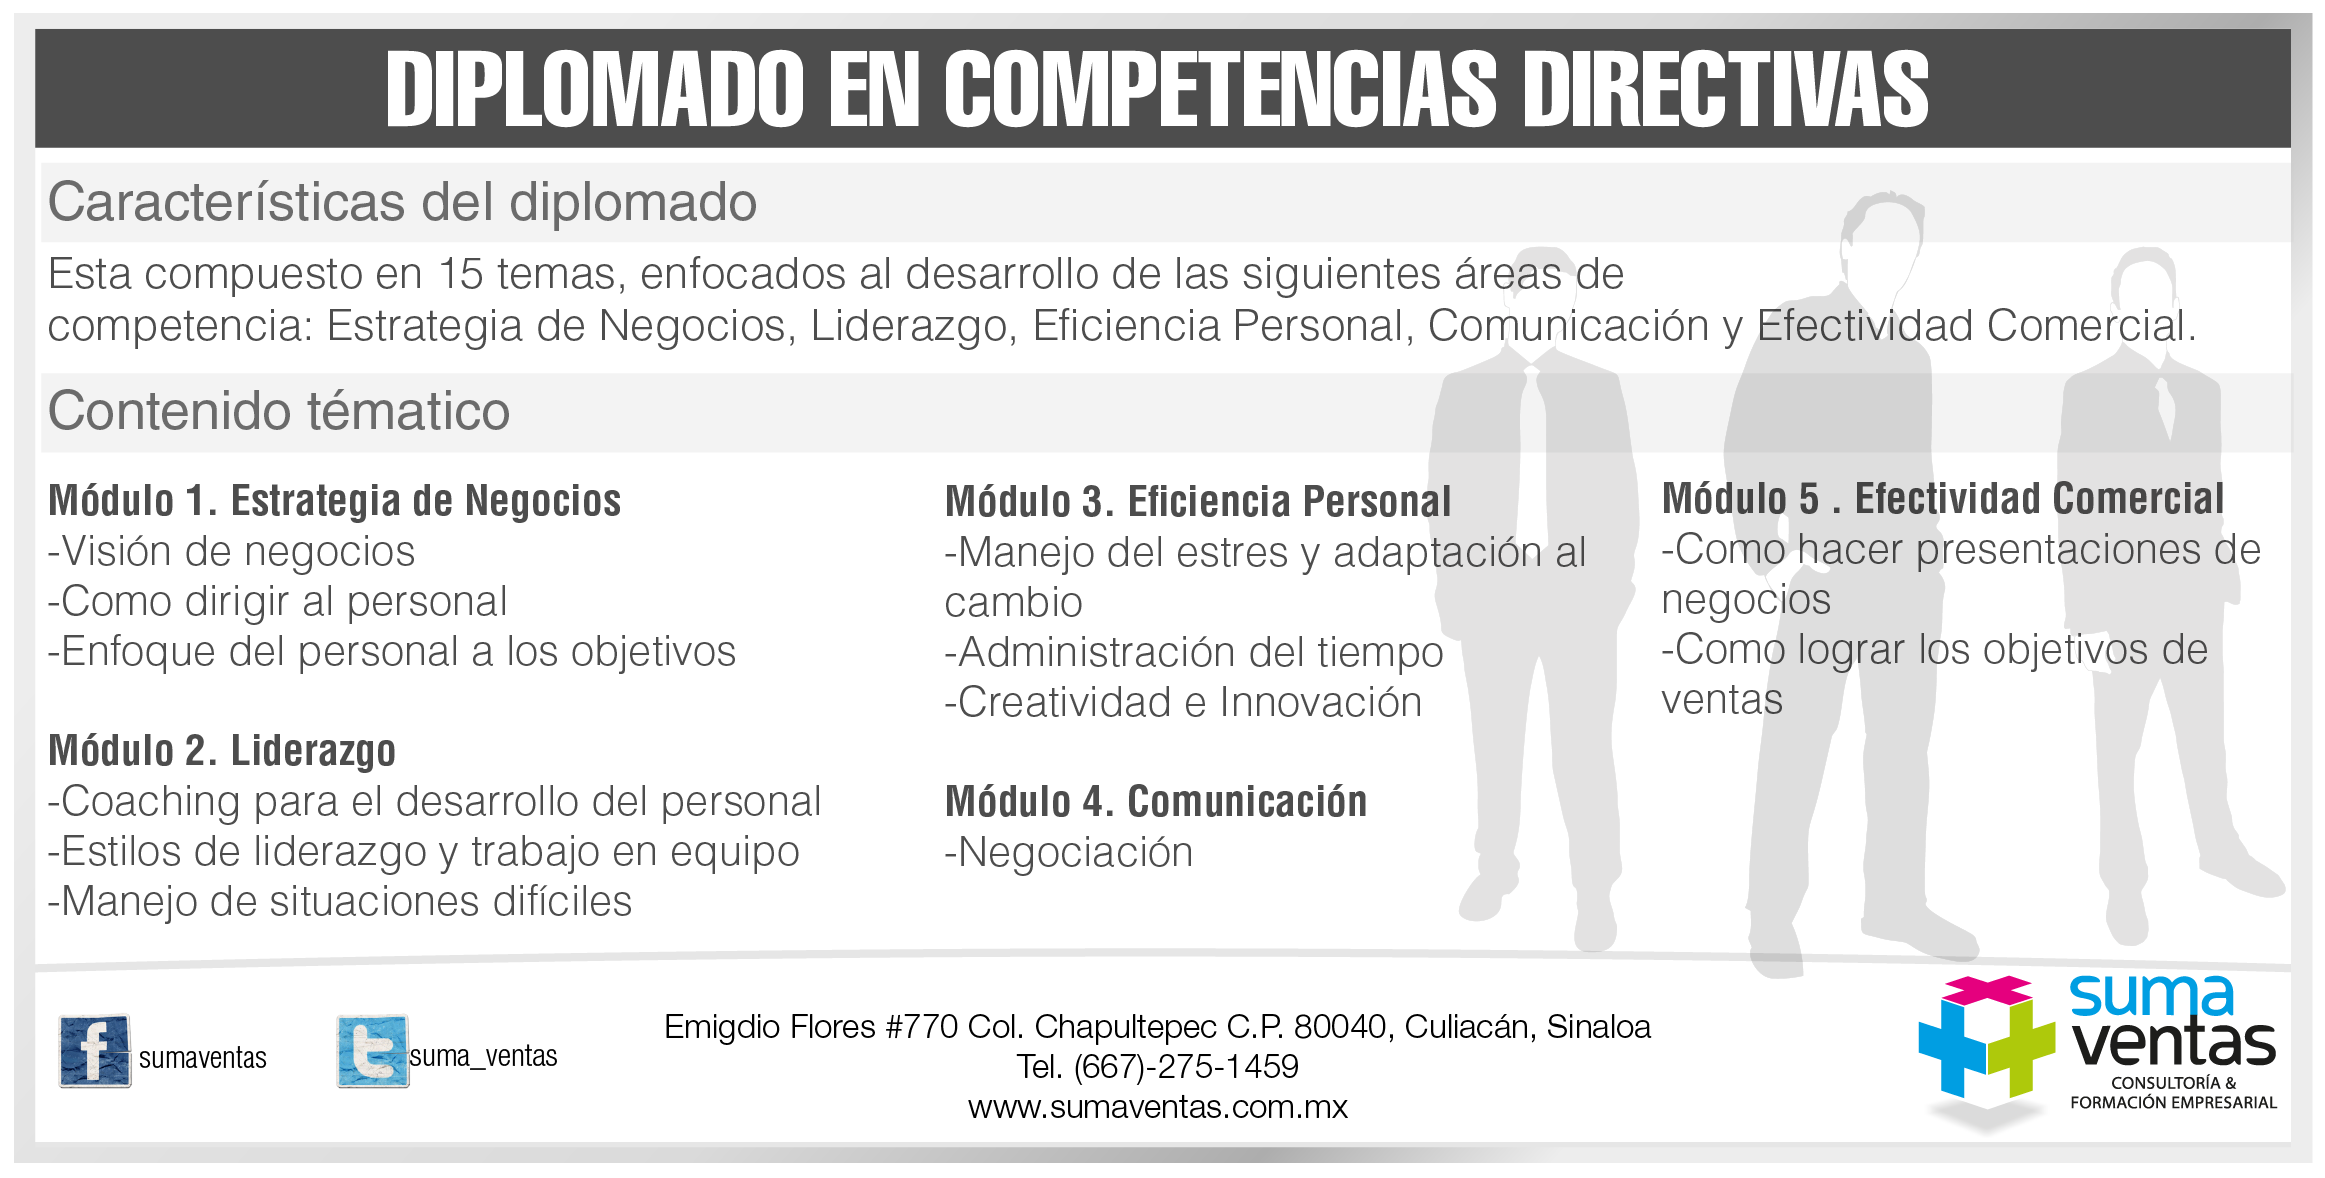 DIPLOMADO EN COMPETENCIAS DIRECTIVAS
Características del diplomado
Esta compuesto en 15 temas, enfocados al desarrollo de las siguientes áreas de
competencia: Estrategia de Negocios, Liderazgo, Eficiencia Personal, Comunicación y Efectividad Comercial.
Contenido tématico
Módulo 1. Estrategia de Negocios
-Visión de negocios
-Como dirigir al personal
-Enfoque del personal a los objetivos
Módulo 2. Liderazgo
-Coaching para el desarrollo del personal
-Estilos de liderazgo y trabajo en equipo
-Manejo de situaciones difíciles
Módulo 3. Eficiencia Personal
-Manejo del estres y adaptación al
cambio
-Administración del tiempo
-Creatividad e Innovación
Módulo 4. Comunicación
-Negociación
Módulo 5 . Efectividad Comercial
-Como hacer presentaciones de
negocios
-Como lograr los objetivos de
ventas
f
sumaventas
t
suma_ventas
Emigdio Flores #770 Col. Chapultepec C.P. 80040, Culiacán, Sinaloa
Tel. (667)-275-1459
www.sumaventas.com.mx
suma
ventas
CONSULTORÍA &
FORMACIÓN EMPRESARIAL